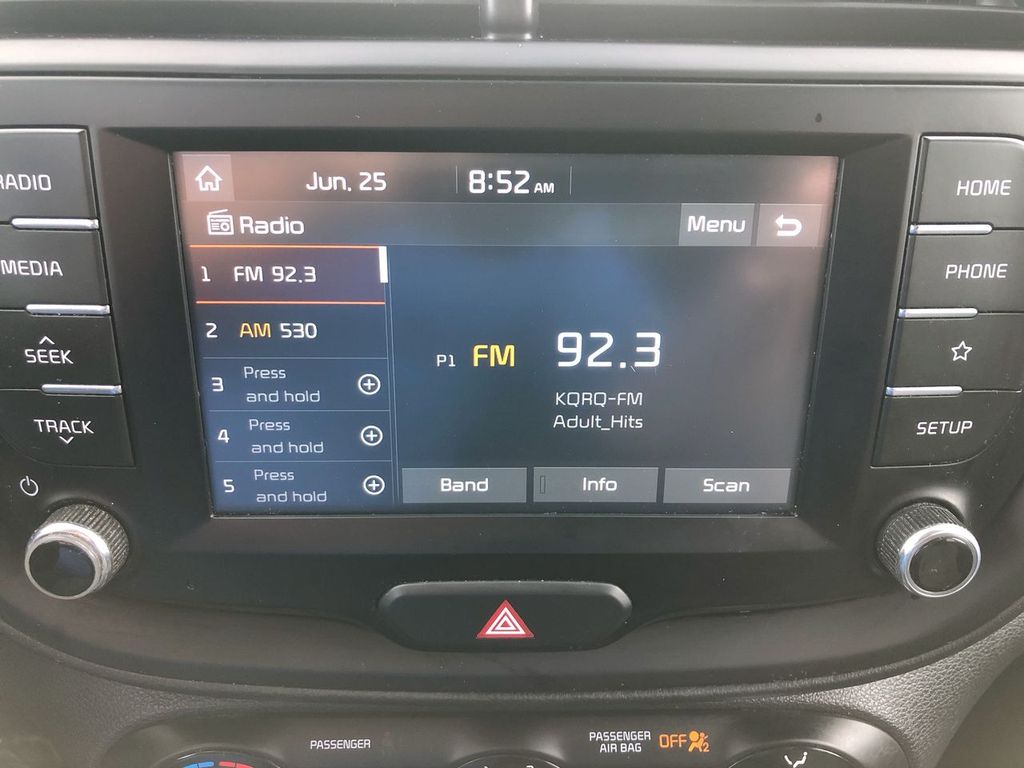 Jun. 25
8:52 AM
Radio
Menu
1 FM 92.3
2 AM 530
3 Press
and hold
4 Press
and hold
5 Press
and hold
P1 FM 92.3
KQRQ-FM
Adult_Hits
Band
Info
Scan
RADIO
MEDIA
SEEK
TRACK
HOME
PHONE
SETUP
PASSENGER
PASSENGER
AIR BAG
OFF
2